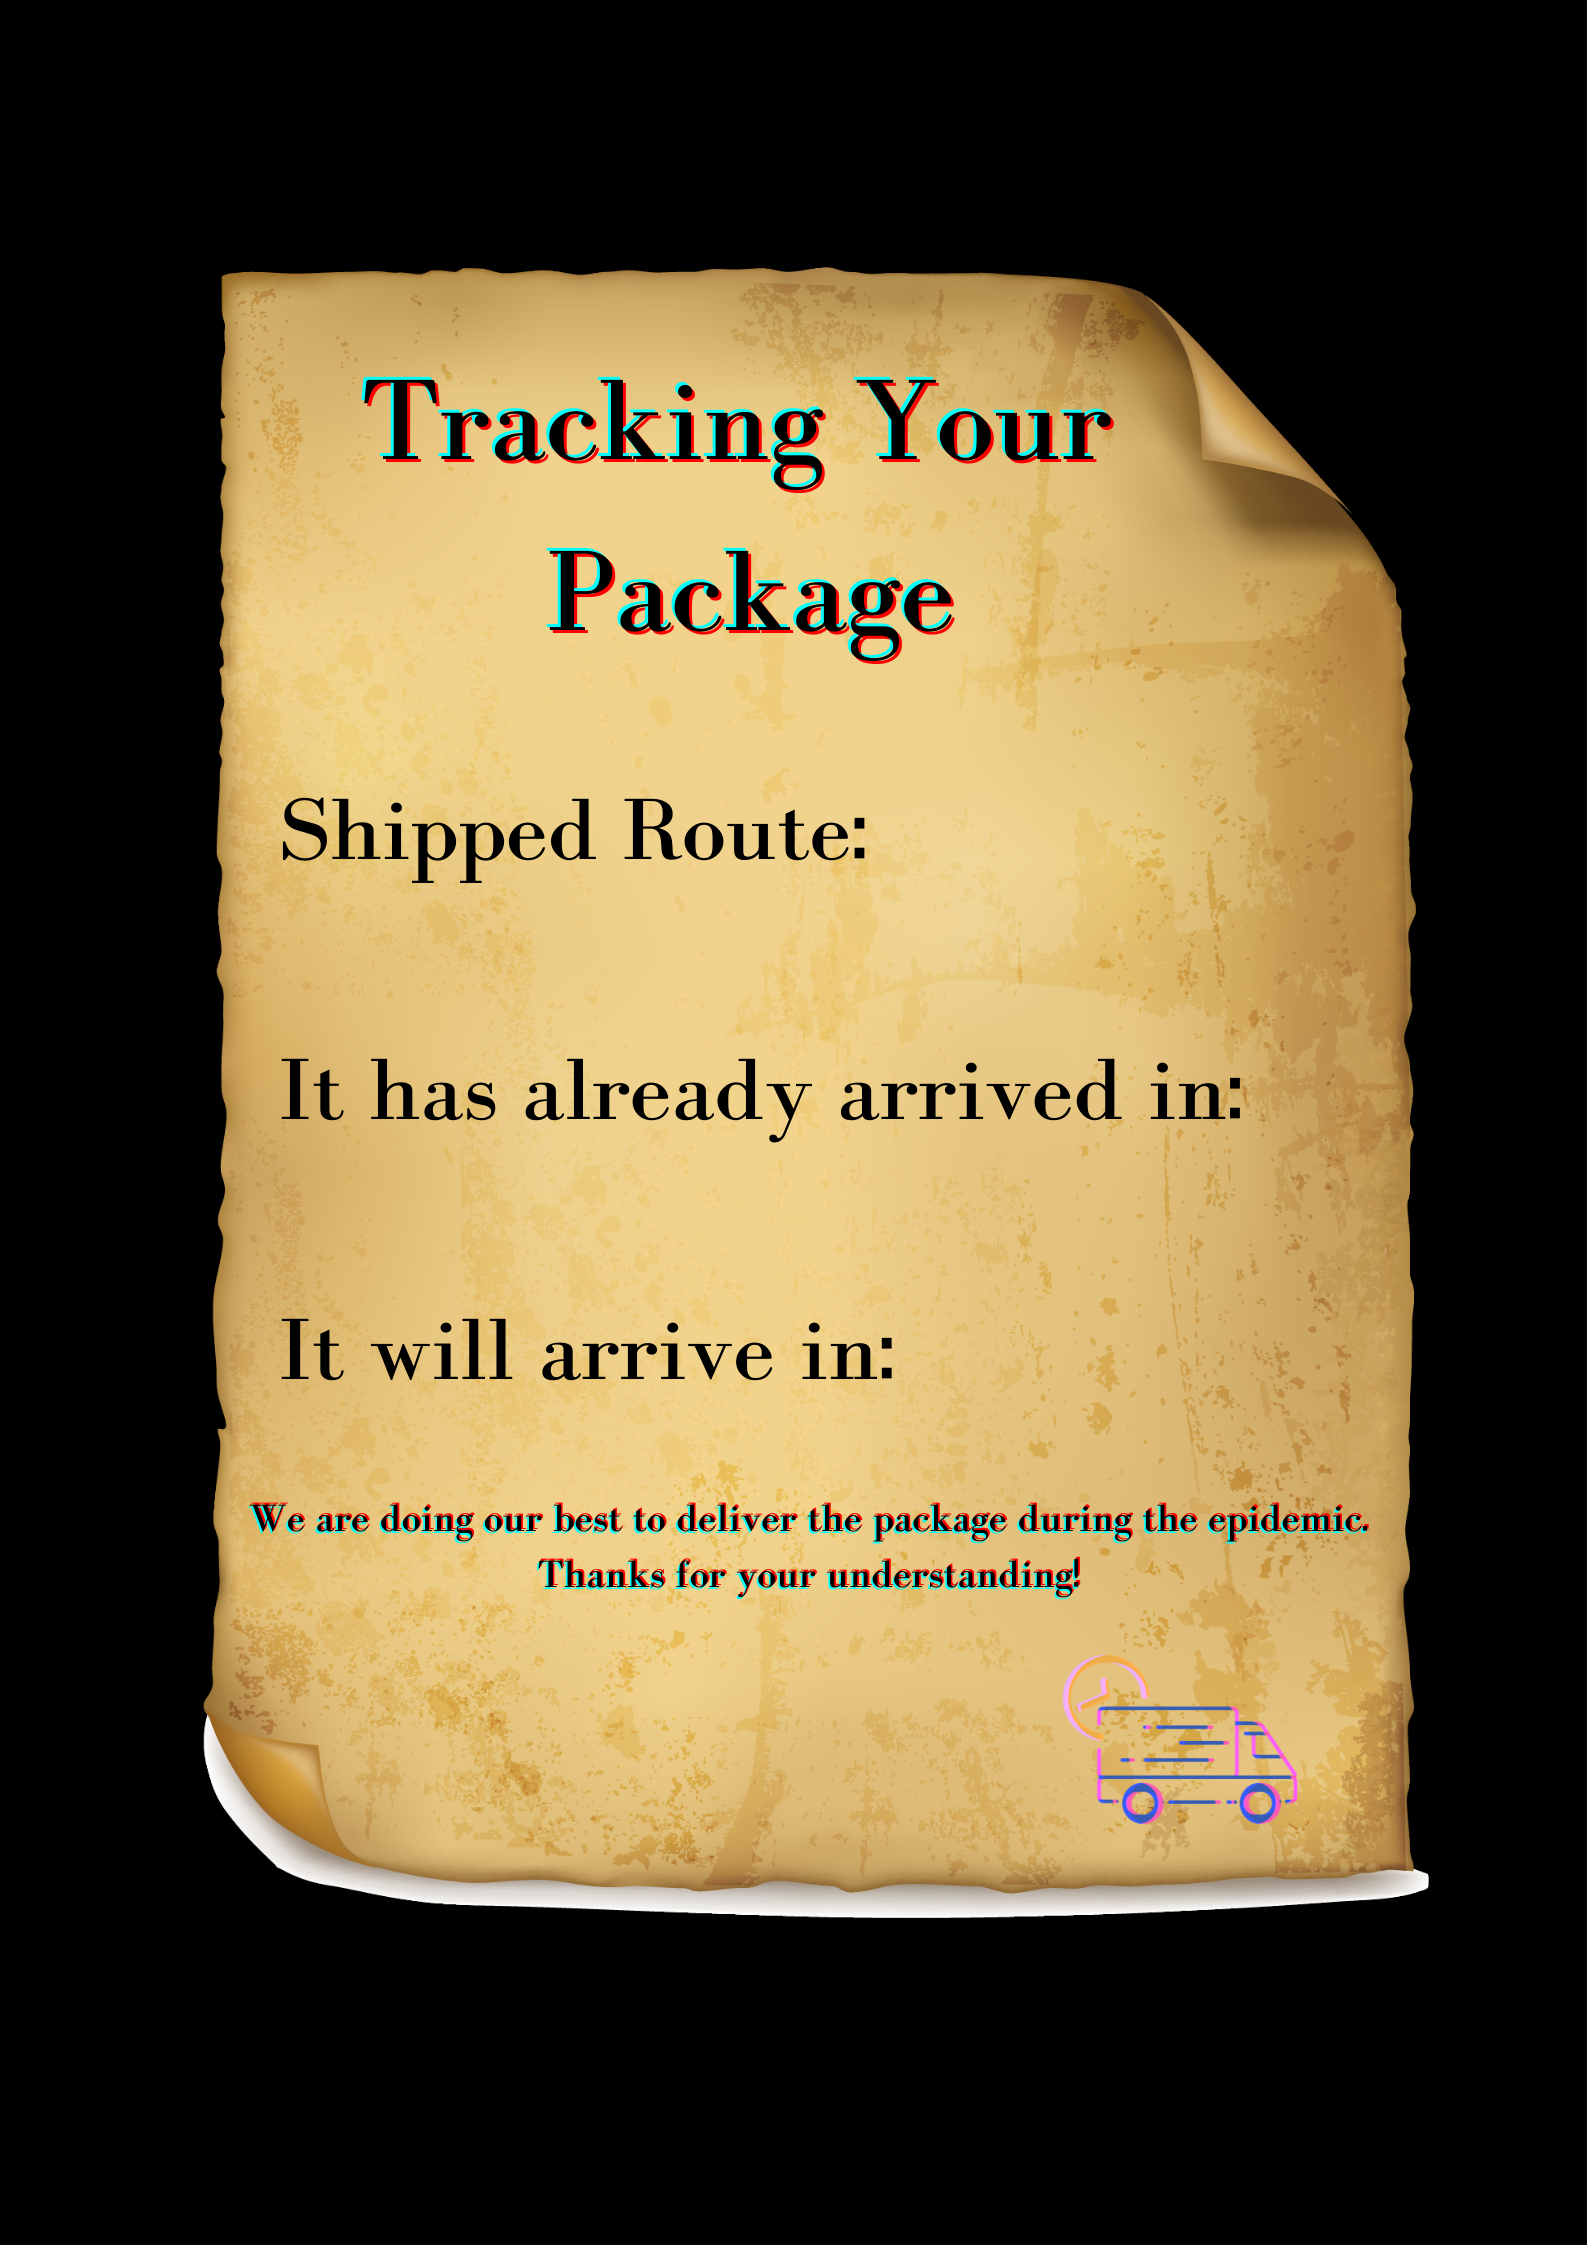 Tracking Your
Package
Shipped Route:
It has already arrived in:
It will arrive in:
We are doing our best to deliver the package during the epidemic.
Thanks for your understanding!